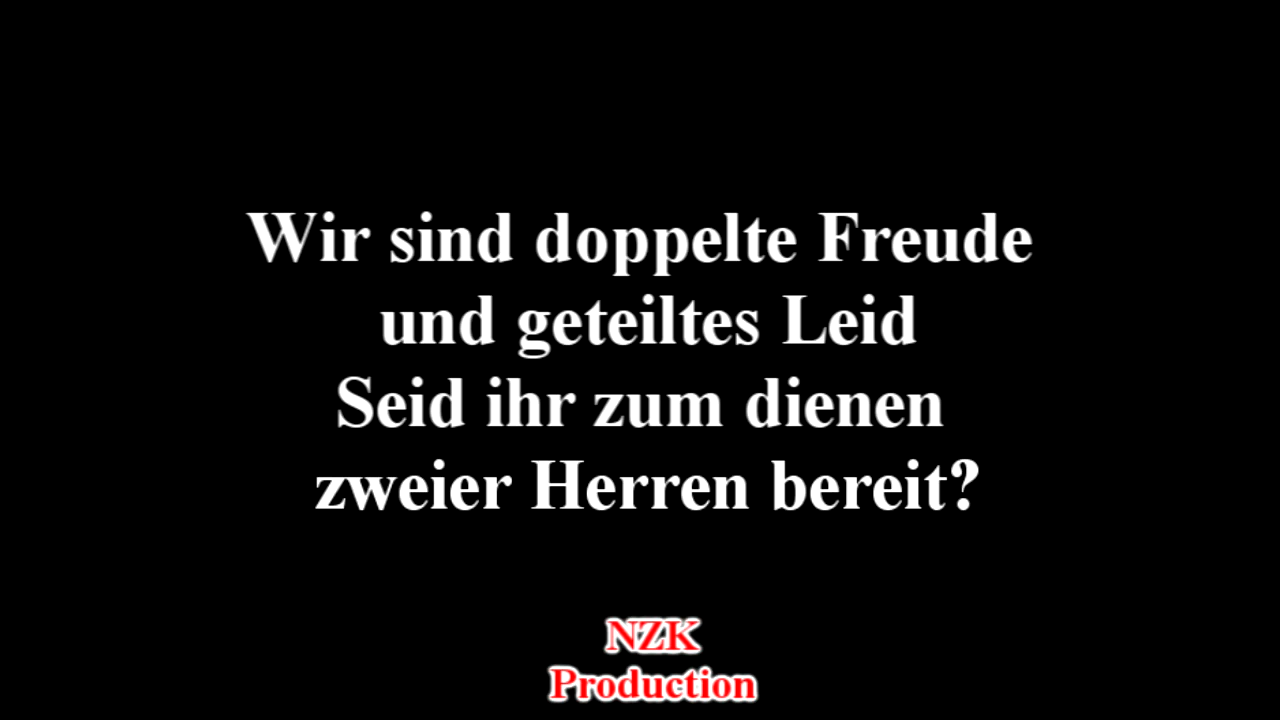 Wir sind doppelte Freude
und geteiltes Leid
Seid ihr zum dienen
zweier Herren bereit?
NZK
Production